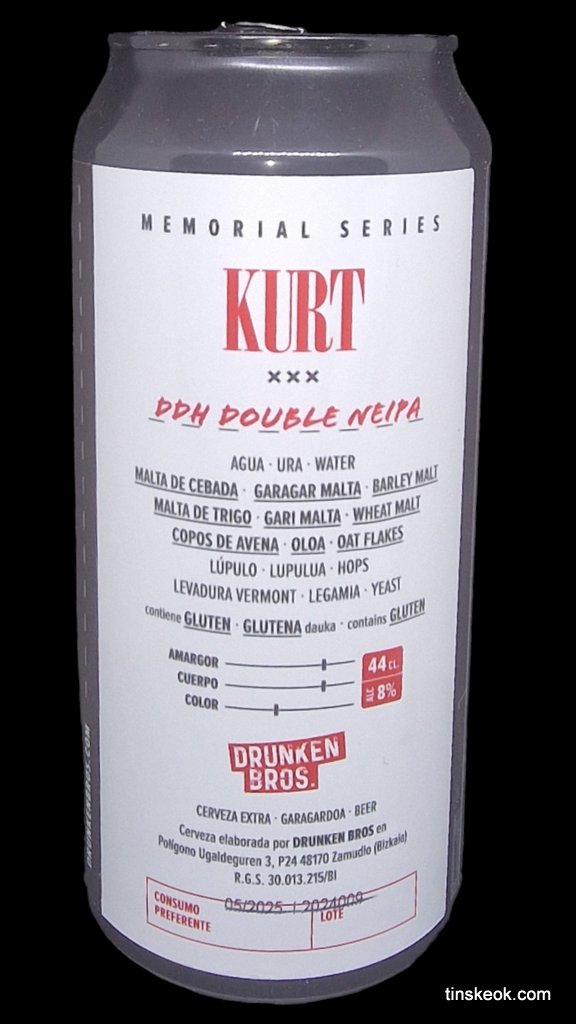 MEMORIAL SERIES
KURT
×××
DDH DOUBLE NEIPA
AGUA · URA · WATER
MALTA DE CEBADA · GARAGAR MALTA · BARLEY MALT
MALTA DE TRIGO · GARI MALTA · WHEAT MALT
COPOS DE AVENA · OLOA · OAT FLAKES
LÚPULO · LUPULUA · HOPS
LEVADURA VERMONT · LEGAMIA · YEAST
contiene GLUTEN · GLUTENA dauka · contains GLUTEN
AMARGOR
CUERPO
COLOR
44 CL.
ALC 8%
DRUNKEN
BROS.
CERVEZA EXTRA · GARAGARDOA · BEER
Cerveza elaborada por DRUNKEN BROS en
Polígono Ugaldeguren 3, P24 48170 Zamudio (Bizkaia)
R.G.S. 30.013.215/BI
CONSUMO
PREFERENTE
05/2025 | 2024009
LOTE
DRUNKENBROS.COM
tinskeok.com